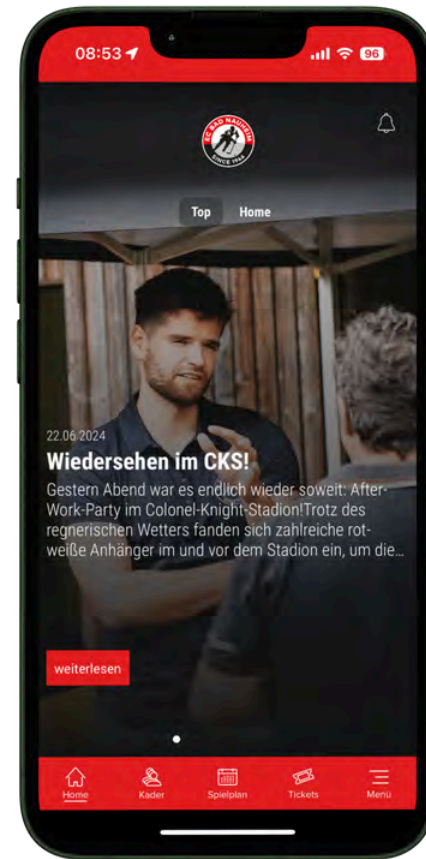 08:53
96
EC BAD NAUHEIM
SINCE 1946
Top Home
22.06.2024
Wiedersehen im CKS!
Gestern Abend war es endlich wieder soweit: After-
Work-Party im Colonel-Knight-Stadion!Trotz des
regnerischen Wetters fanden sich zahlreiche rot-
weiße Anhänger im und vor dem Stadion ein, um die...
weiterlesen
Home Kader Spielplan Tickets Menü